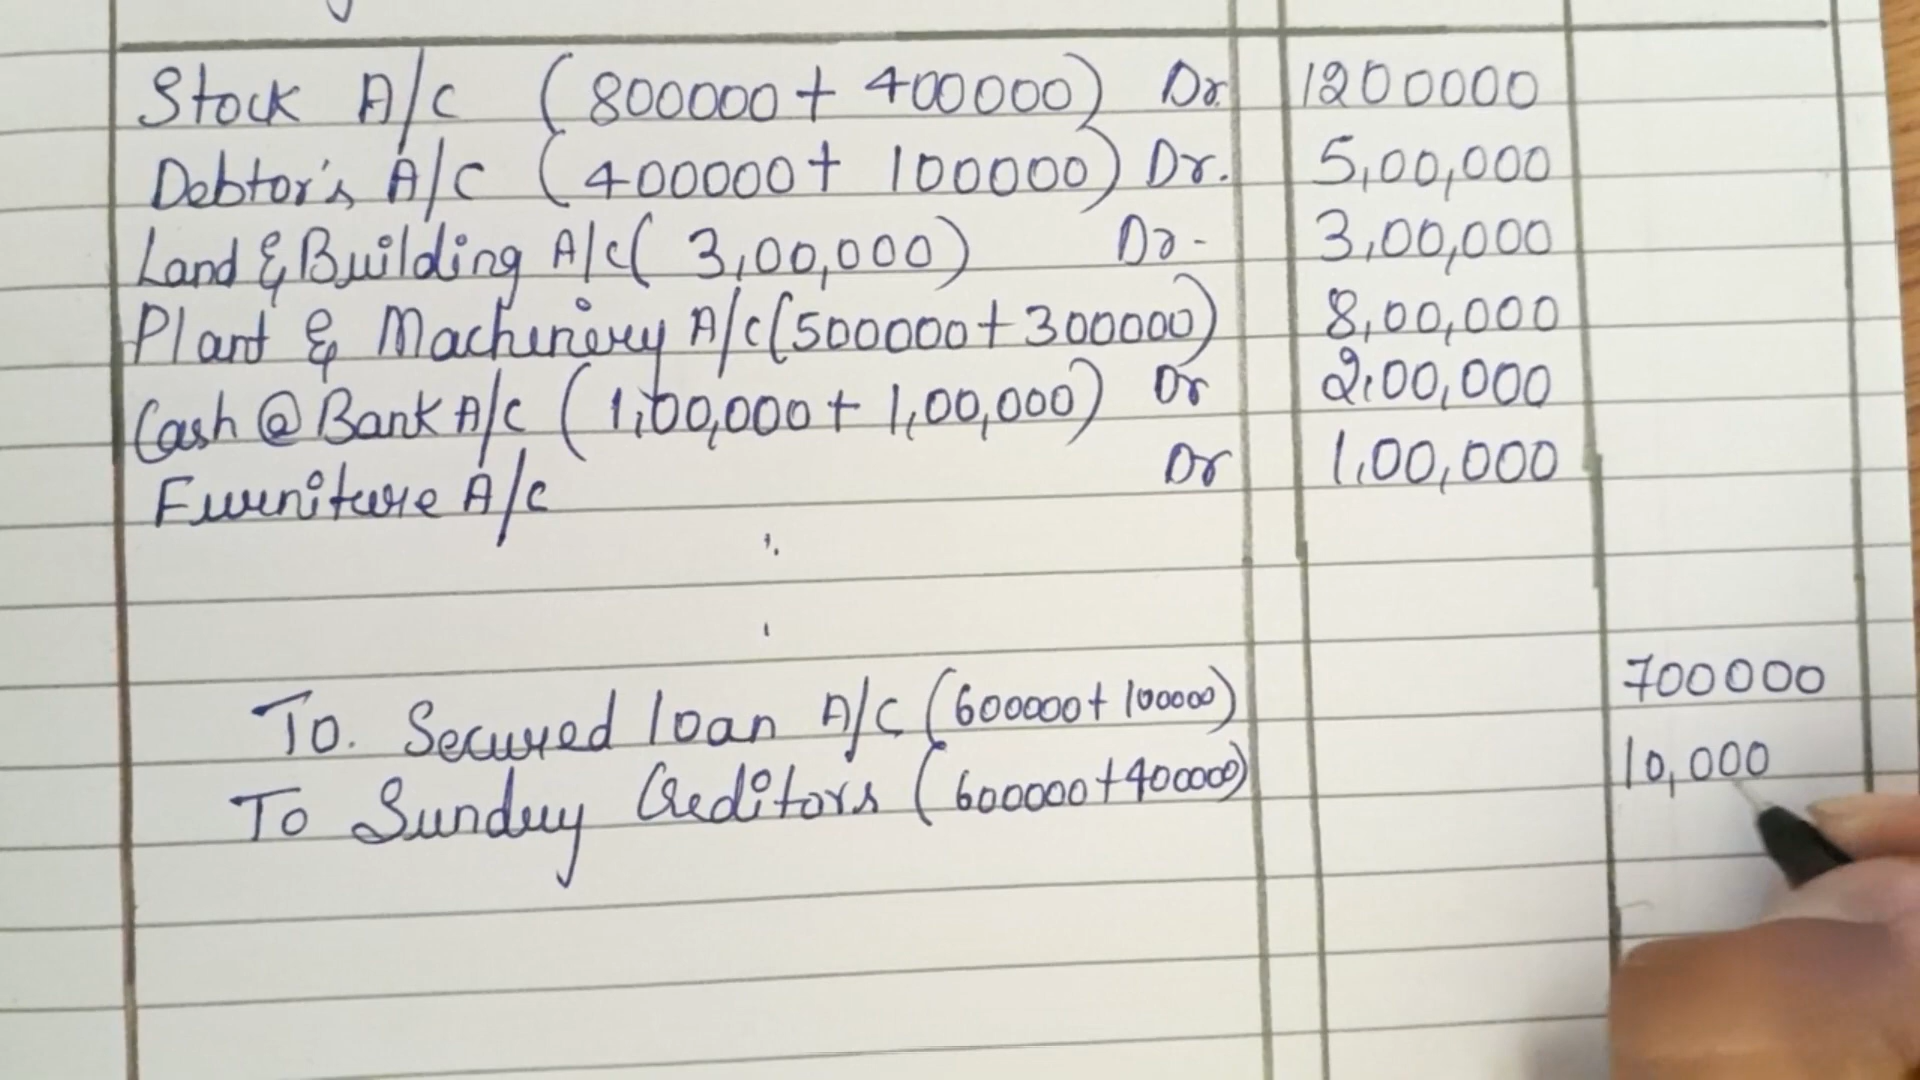 Stock A/c (800000 + 400000) Dr. 1200000
Debtor's A/c (400000 + 100000) Dr. 5,00,000
Land & Building A/c( 3,00,000) Dr - 3,00,000
Plant & Machinery A/c(500000 + 300000) 8,00,000
Cash @ Bank A/c (1,00,000 + 1,00,000) Dr 2,00,000
Furniture A/c Dr 1,00,000
To. Secured loan A/c (600000 + 100000) 700000
To Sundry Creditors (600000 + 400000) 10,000